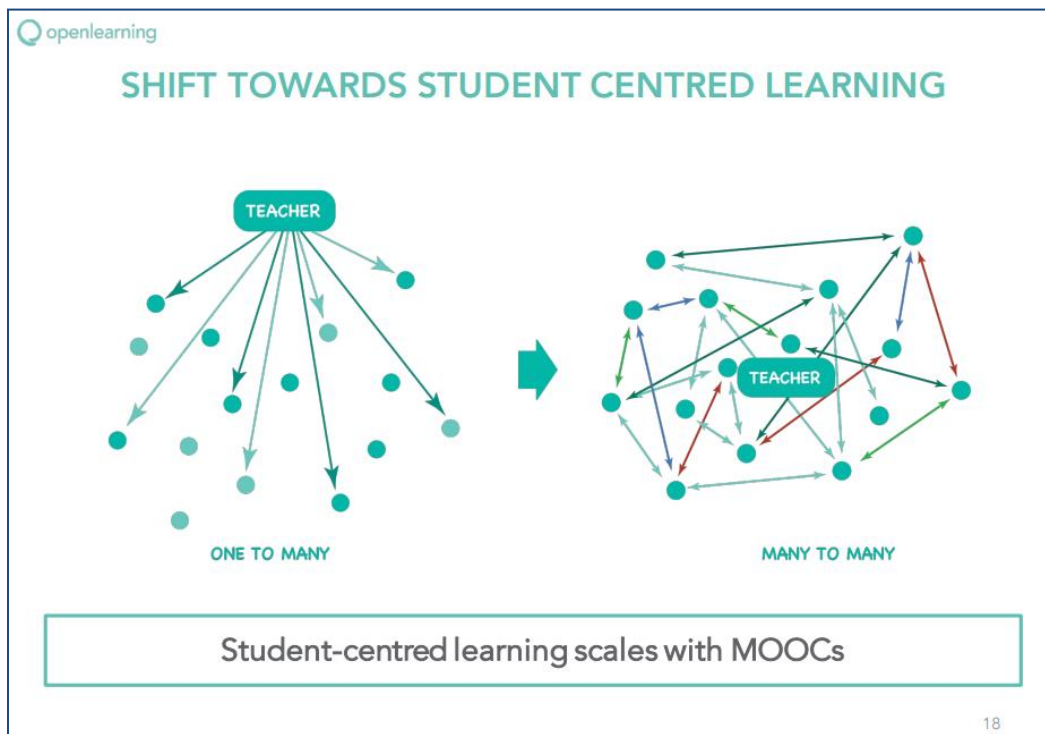 openlearning
SHIFT TOWARDS STUDENT CENTRED LEARNING
TEACHER
ONE TO MANY
TEACHER
MANY TO MANY
Student-centred learning scales with MOOCs
18